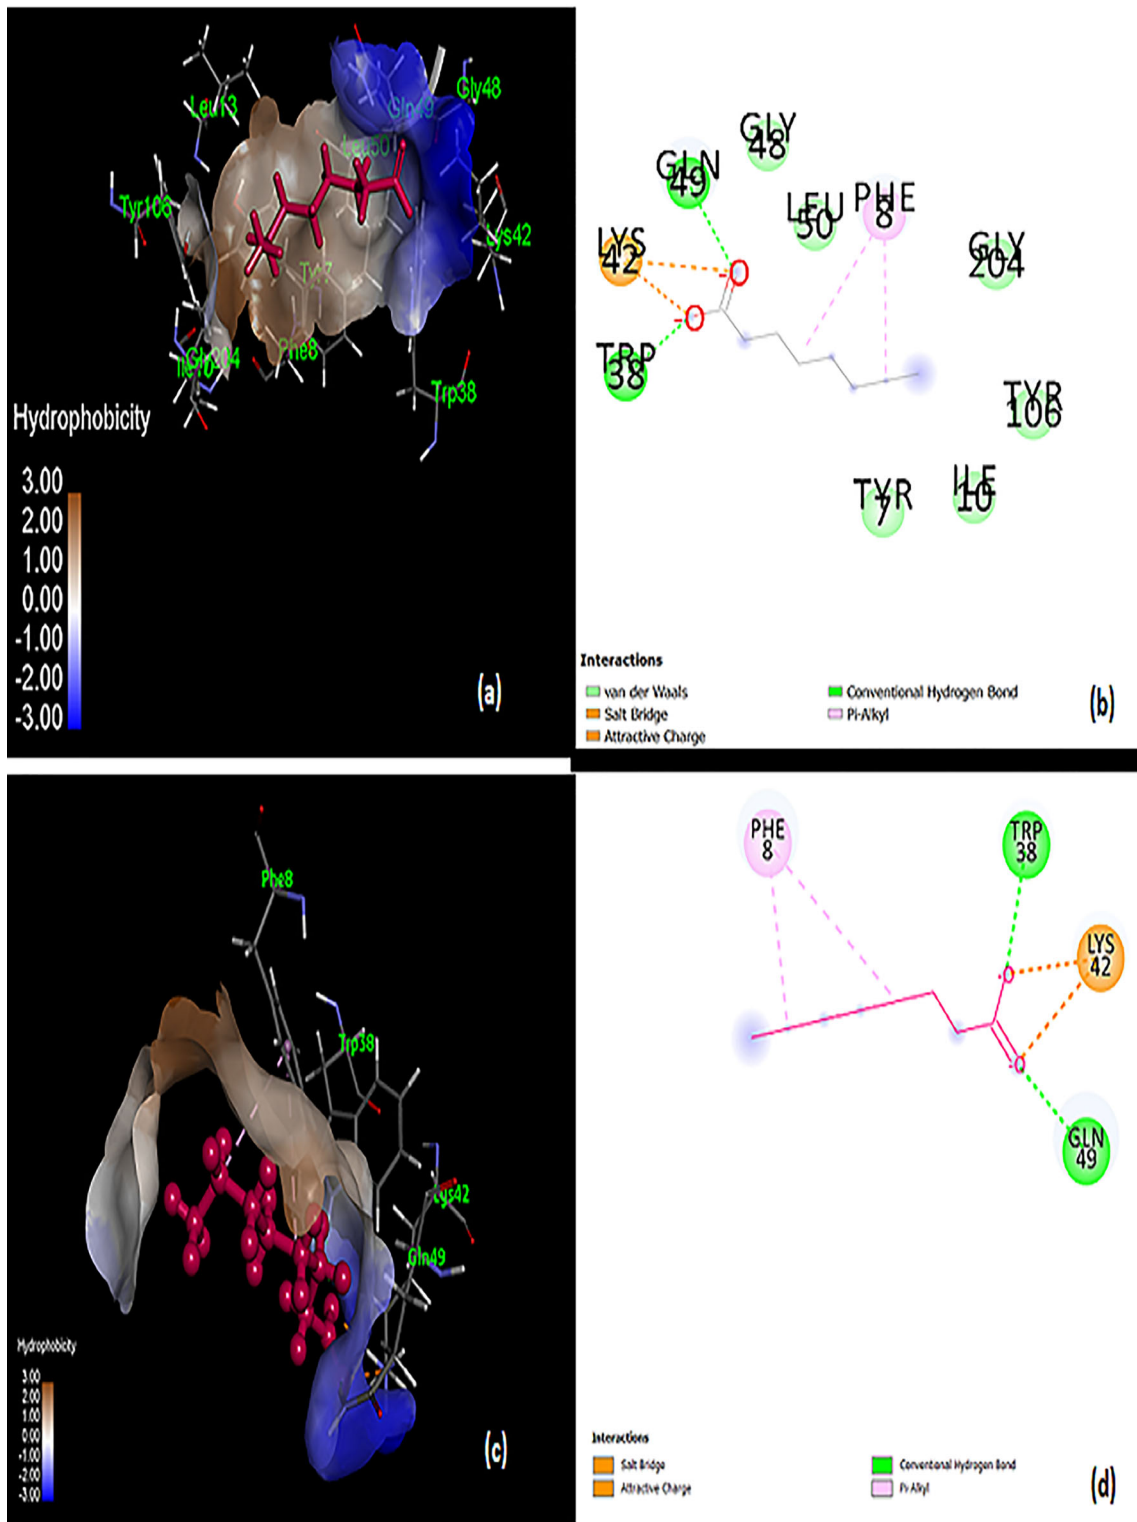 Leu13
Gln49
Gly48
Leu50
Tyr106
Lys42
Tyr7
Phe8
Gly204
Ile10
Trp38
Hydrophobicity
3.00
2.00
1.00
0.00
-1.00
-2.00
-3.00
(a)
GLY
48
GLN
49
LEU
50
PHE
8
LYS
42
GLY
204
O
O
TRP
38
TYR
106
TYR
7
ILE
10
Interactions
van der Waals
Salt Bridge
Attractive Charge
Conventional Hydrogen Bond
Pi-Alkyl
(b)
Phe8
Trp38
Lys42
Gln49
Hydrophobicity
3.00
2.00
1.00
0.00
-1.00
-2.00
-3.00
(c)
PHE
8
TRP
38
LYS
42
O
O
GLN
49
Interactions
Salt Bridge
Attractive Charge
Conventional Hydrogen Bond
Pi-Alkyl
(d)